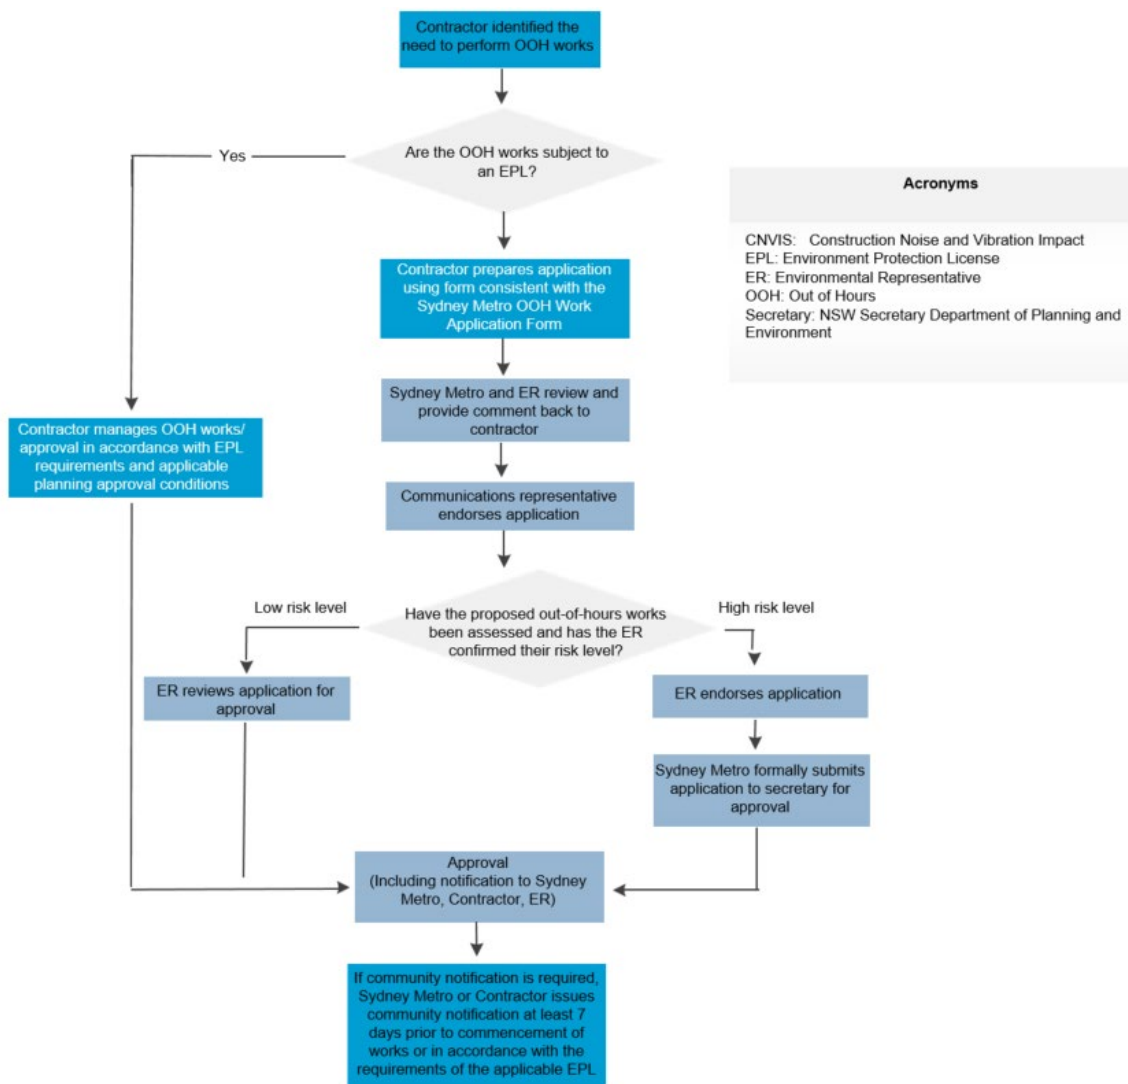 Contractor identified the
need to perform OOH works
Yes
Are the OOH works subject to
an EPL?
Acronyms
CNVIS: Construction Noise and Vibration Impact
EPL: Environment Protection License
ER: Environmental Representative
OOH: Out of Hours
Secretary: NSW Secretary Department of Planning and
Environment
Contractor prepares application
using form consistent with the
Sydney Metro OOH Work
Application Form
Sydney Metro and ER review and
provide comment back to
contractor
Contractor manages OOH works/
approval in accordance with EPL
requirements and applicable
planning approval conditions
Communications representative
endorses application
Low risk level
Have the proposed out-of-hours works
been assessed and has the ER
confirmed their risk level?
High risk level
ER reviews application for
approval
ER endorses application
Sydney Metro formally submits
application to secretary for
approval
Approval
(Including notification to Sydney
Metro, Contractor, ER)
If community notification is required,
Sydney Metro or Contractor issues
community notification at least 7
days prior to commencement of
works or in accordance with the
requirements of the applicable EPL